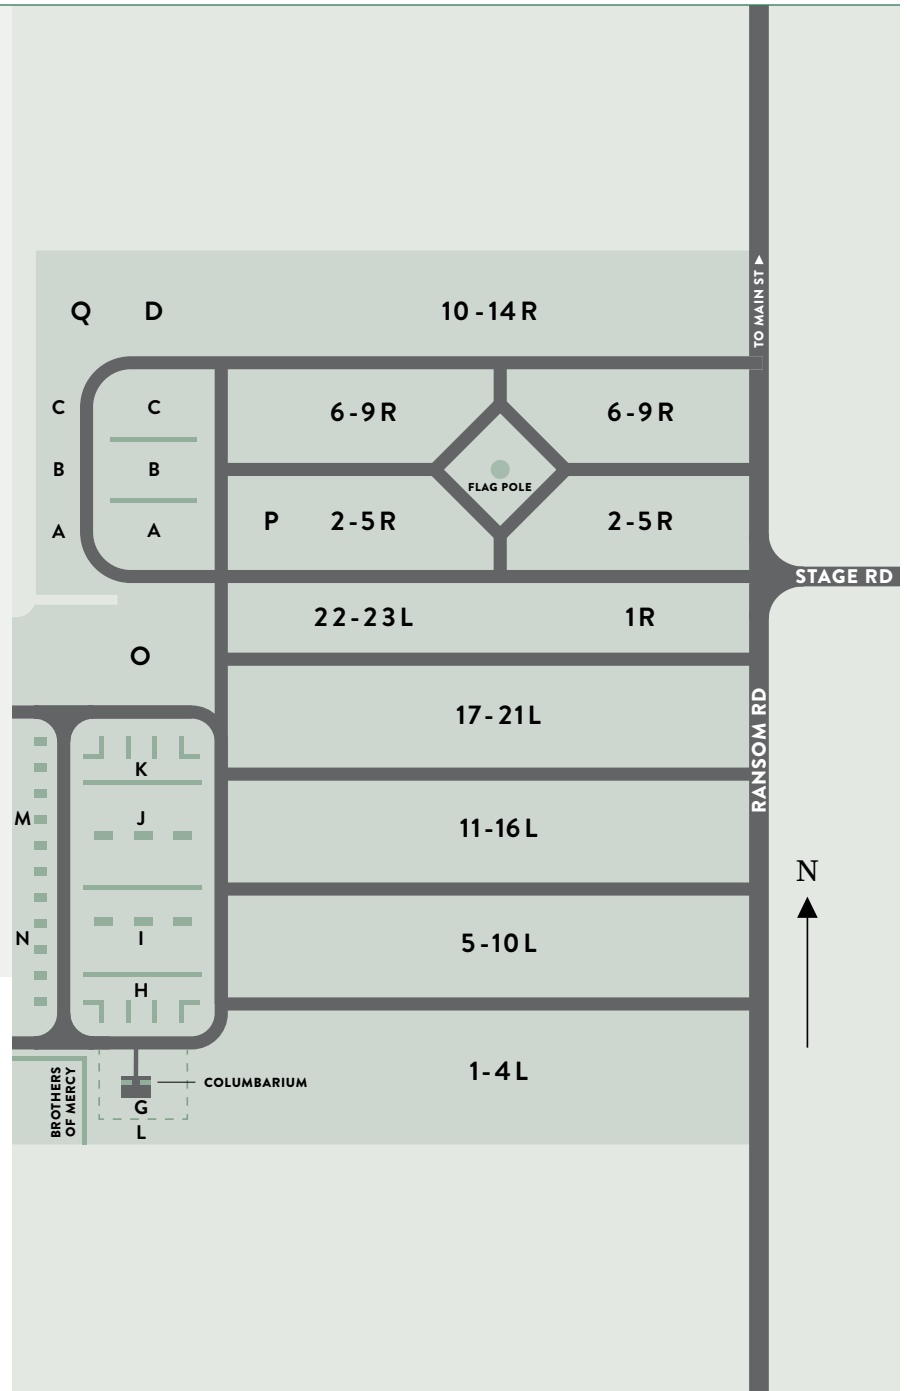 TO MAIN ST ▲
Q D 10-14R
C C 6-9R 6-9R
B B FLAG POLE
A A P 2-5R 2-5R
STAGE RD
22-23L 1R
O
17-21L
RANSOM RD
K
M J 11-16L
N
N I 5-10L
H
BROTHERS
OF MERCY
COLUMBARIUM
1-4L
G
L